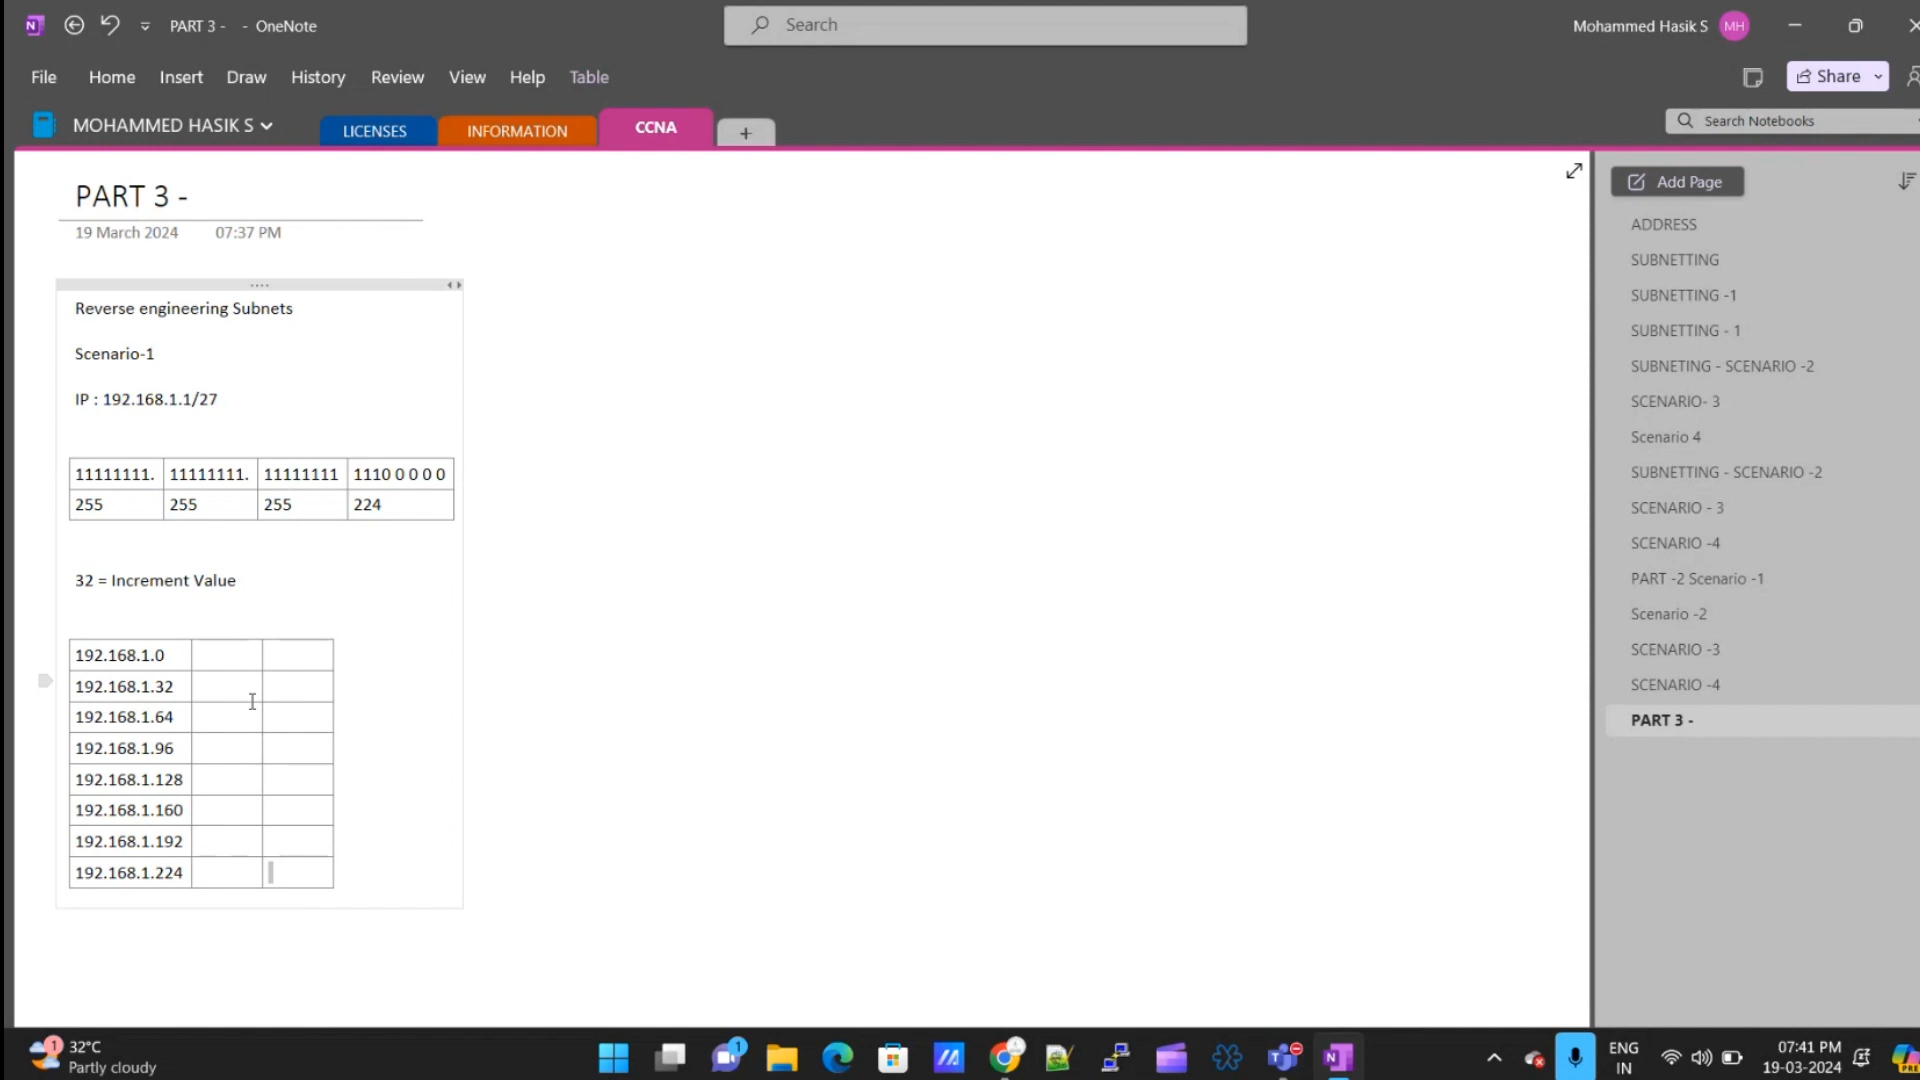 PART 3 - - OneNote
Search
Mohammed Hasik S MH
File Home Insert Draw History Review View Help Table
Share
MOHAMMED HASIK S
LICENSES
INFORMATION
CCNA
+
Search Notebooks
PART 3 -
19 March 2024 07:37 PM
Reverse engineering Subnets
Scenario-1
IP : 192.168.1.1/27
11111111. 11111111. 11111111 1110 0 0 0 0
255 255 255 224
32 = Increment Value
192.168.1.0
192.168.1.32
192.168.1.64
192.168.1.96
192.168.1.128
192.168.1.160
192.168.1.192
192.168.1.224
Add Page
ADDRESS
SUBNETTING
SUBNETTING -1
SUBNETTING - 1
SUBNETING - SCENARIO -2
SCENARIO- 3
Scenario 4
SUBNETTING - SCENARIO -2
SCENARIO - 3
SCENARIO -4
PART -2 Scenario -1
Scenario -2
SCENARIO -3
SCENARIO -4
PART 3 -
1
32°C
Partly cloudy
1
ENG
IN
07:41 PM
19-03-2024
PRE